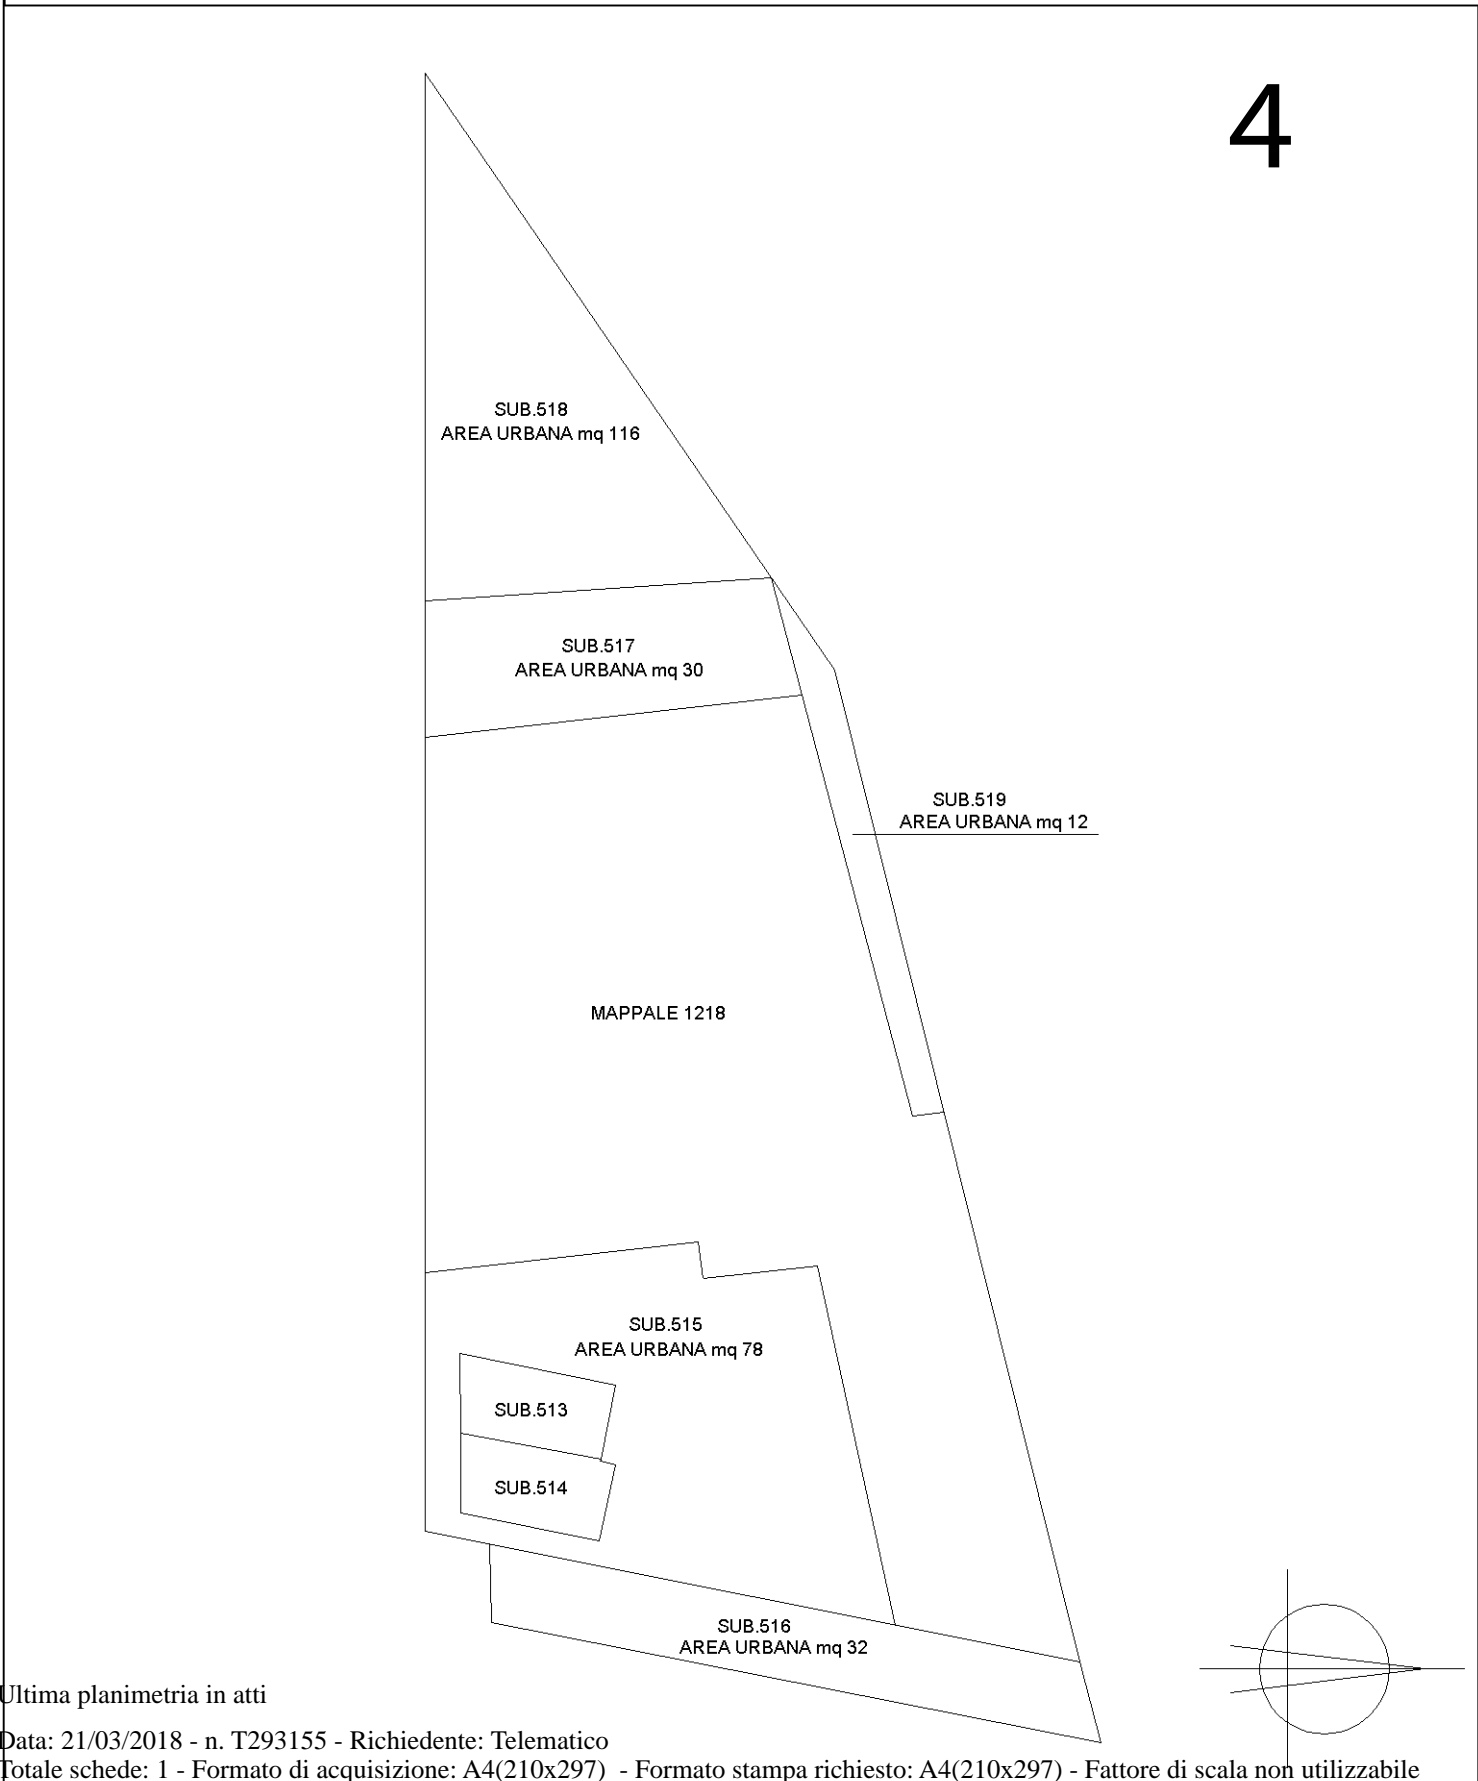 4
SUB.518
AREA URBANA mq 116
SUB.517
AREA URBANA mq 30
SUB.519
AREA URBANA mq 12
MAPPALE 1218
SUB.515
AREA URBANA mq 78
SUB.513
SUB.514
SUB.516
AREA URBANA mq 32
Ultima planimetria in atti
Data: 21/03/2018 - n. T293155 - Richiedente: Telematico
Totale schede: 1 - Formato di acquisizione: A4(210x297) - Formato stampa richiesto: A4(210x297) - Fattore di scala non utilizzabile